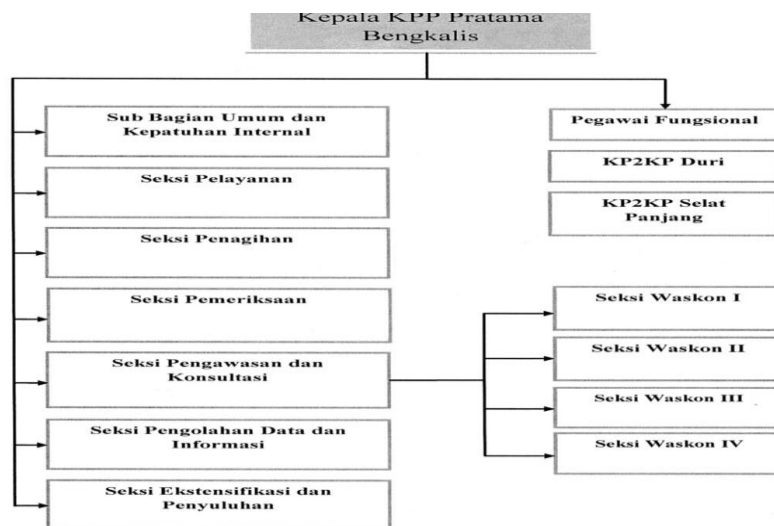 Kepala KPP Pratama
Bengkalis
Sub Bagian Umum dan
Kepatuhan Internal
Seksi Pelayanan
Seksi Penagihan
Seksi Pemeriksaan
Seksi Pengawasan dan
Konsultasi
Seksi Pengolahan Data dan
Informasi
Seksi Ekstensifikasi dan
Penyuluhan
Pegawai Fungsional
KP2KP Duri
KP2KP Selat
Panjang
Seksi Waskon I
Seksi Waskon II
Seksi Waskon III
Seksi Waskon IV